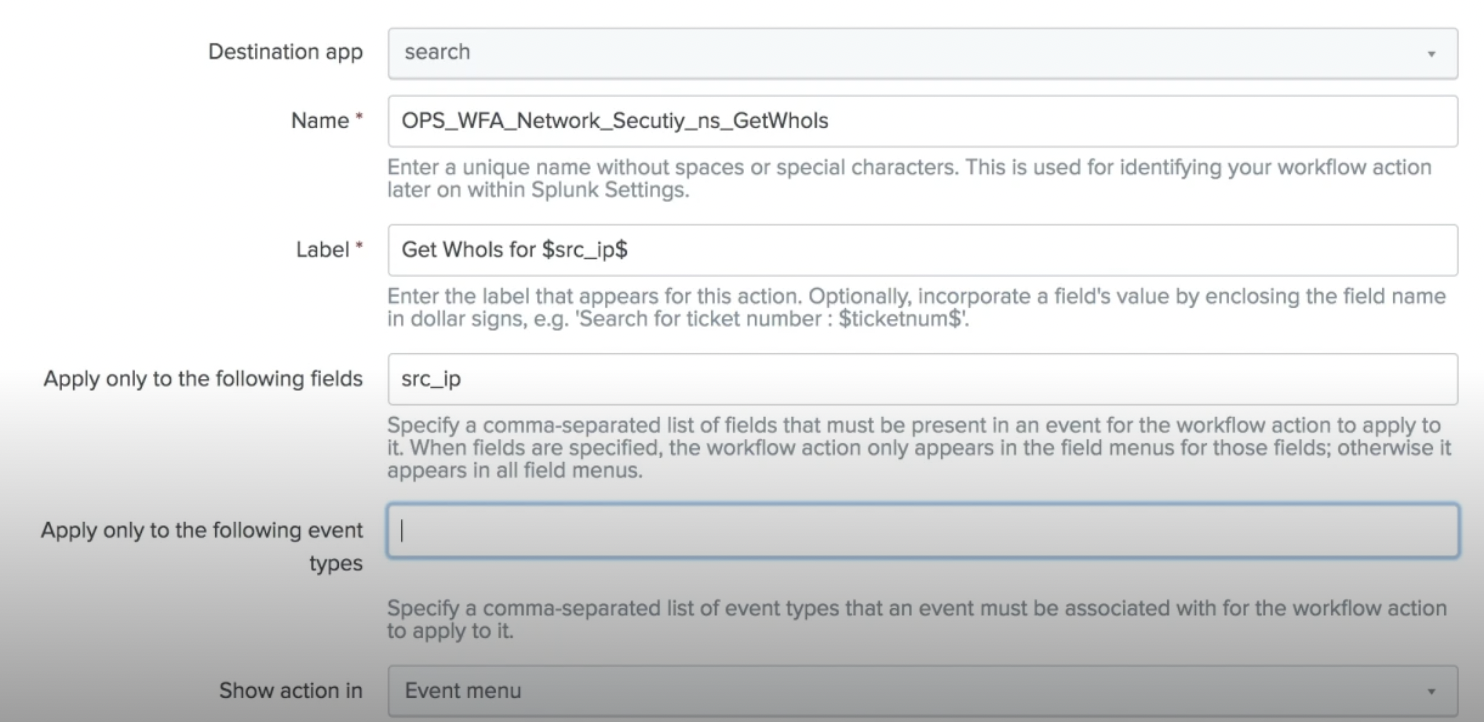 Destination app
search
Name *
OPS_WFA_Network_Secutiy_ns_GetWhoIs
Enter a unique name without spaces or special characters. This is used for identifying your workflow action
later on within Splunk Settings.
Label *
Get WhoIs for $src_ip$
Enter the label that appears for this action. Optionally, incorporate a field's value by enclosing the field name
in dollar signs, e.g. 'Search for ticket number : $ticketnum$'.
Apply only to the following fields
src_ip
Specify a comma-separated list of fields that must be present in an event for the workflow action to apply to
it. When fields are specified, the workflow action only appears in the field menus for those fields; otherwise it
appears in all field menus.
Apply only to the following event
types
Specify a comma-separated list of event types that an event must be associated with for the workflow action
to apply to it.
Show action in
Event menu